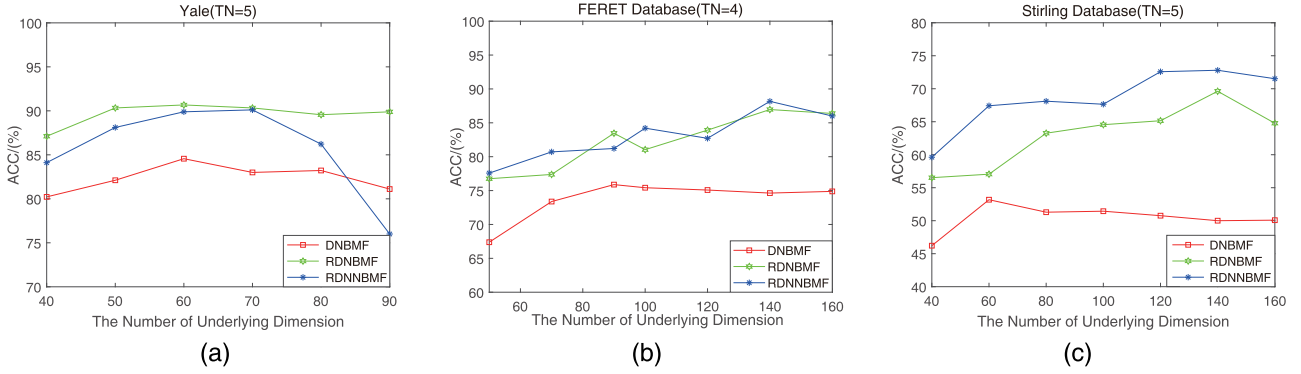 Yale(TN=5)
100
95
90
85
80
75
70
ACC/(%)
40 50 60 70 80 90
The Number of Underlying Dimension
DNBMF
RDNBMF
RDNNBMF
(a)
FERET Database(TN=4)
100
95
90
85
80
75
70
65
60
ACC/(%)
60 80 100 120 140 160
The Number of Underlying Dimension
DNBMF
RDNBMF
RDNNBMF
(b)
Stirling Database(TN=5)
80
75
70
65
60
55
50
45
40
ACC/(%)
40 60 80 100 120 140 160
The Number of Underlying Dimension
DNBMF
RDNBMF
RDNNBMF
(c)